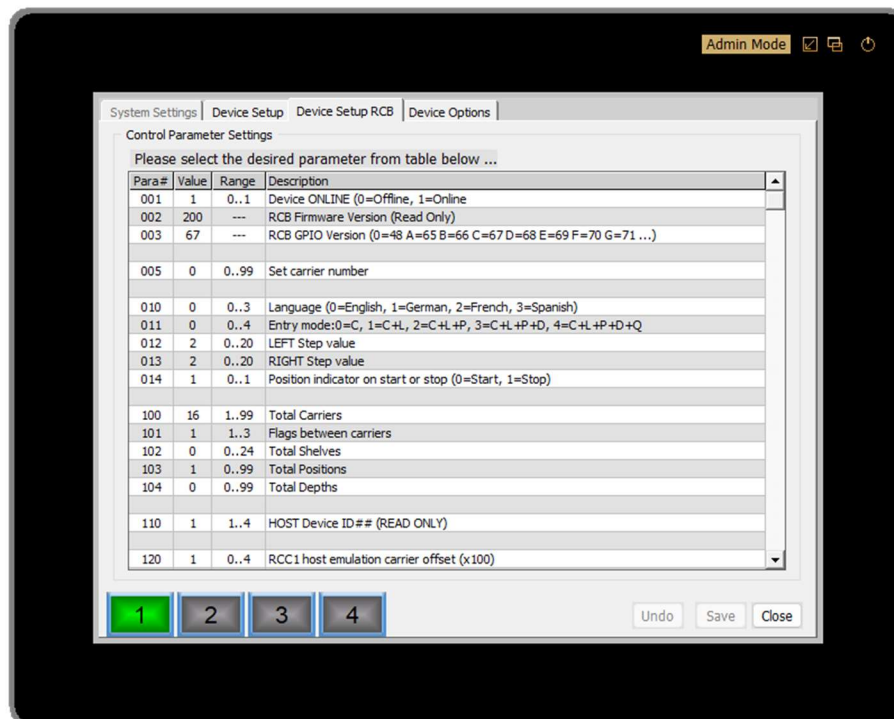 Admin Mode
System Settings Device Setup Device Setup RCB Device Options
Control Parameter Settings
Please select the desired parameter from table below ...
Para# Value Range Description
001 1 0..1 Device ONLINE (0=Offline, 1=Online
002 200 --- RCB Firmware Version (Read Only)
003 67 --- RCB GPIO Version (0=48 A=65 B=66 C=67 D=68 E=69 F=70 G=71 ...)
005 0 0..99 Set carrier number
010 0 0..3 Language (0=English, 1=German, 2=French, 3=Spanish)
011 0 0..4 Entry mode:0=C, 1=C+L, 2=C+L+P, 3=C+L+P+D, 4=C+L+P+D+Q
012 2 0..20 LEFT Step value
013 2 0..20 RIGHT Step value
014 1 0..1 Position indicator on start or stop (0=Start, 1=Stop)
100 16 1..99 Total Carriers
101 1 1..3 Flags between carriers
102 0 0..24 Total Shelves
103 1 0..99 Total Positions
104 0 0..99 Total Depths
110 1 1..4 HOST Device ID## (READ ONLY)
120 1 0..4 RCC1 host emulation carrier offset (x100)
1 2 3 4 Undo Save Close